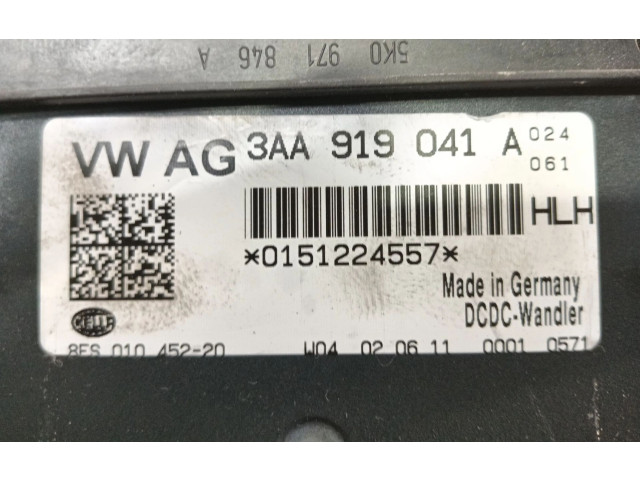 5K0 971 846 A
VW AG 3AA 919 041 A 024
061
HLH
*0151224557*
Made in Germany
DCDC-Wandler
HELLA
8ES 010 452-20 W04 02.06.11 0001 0571